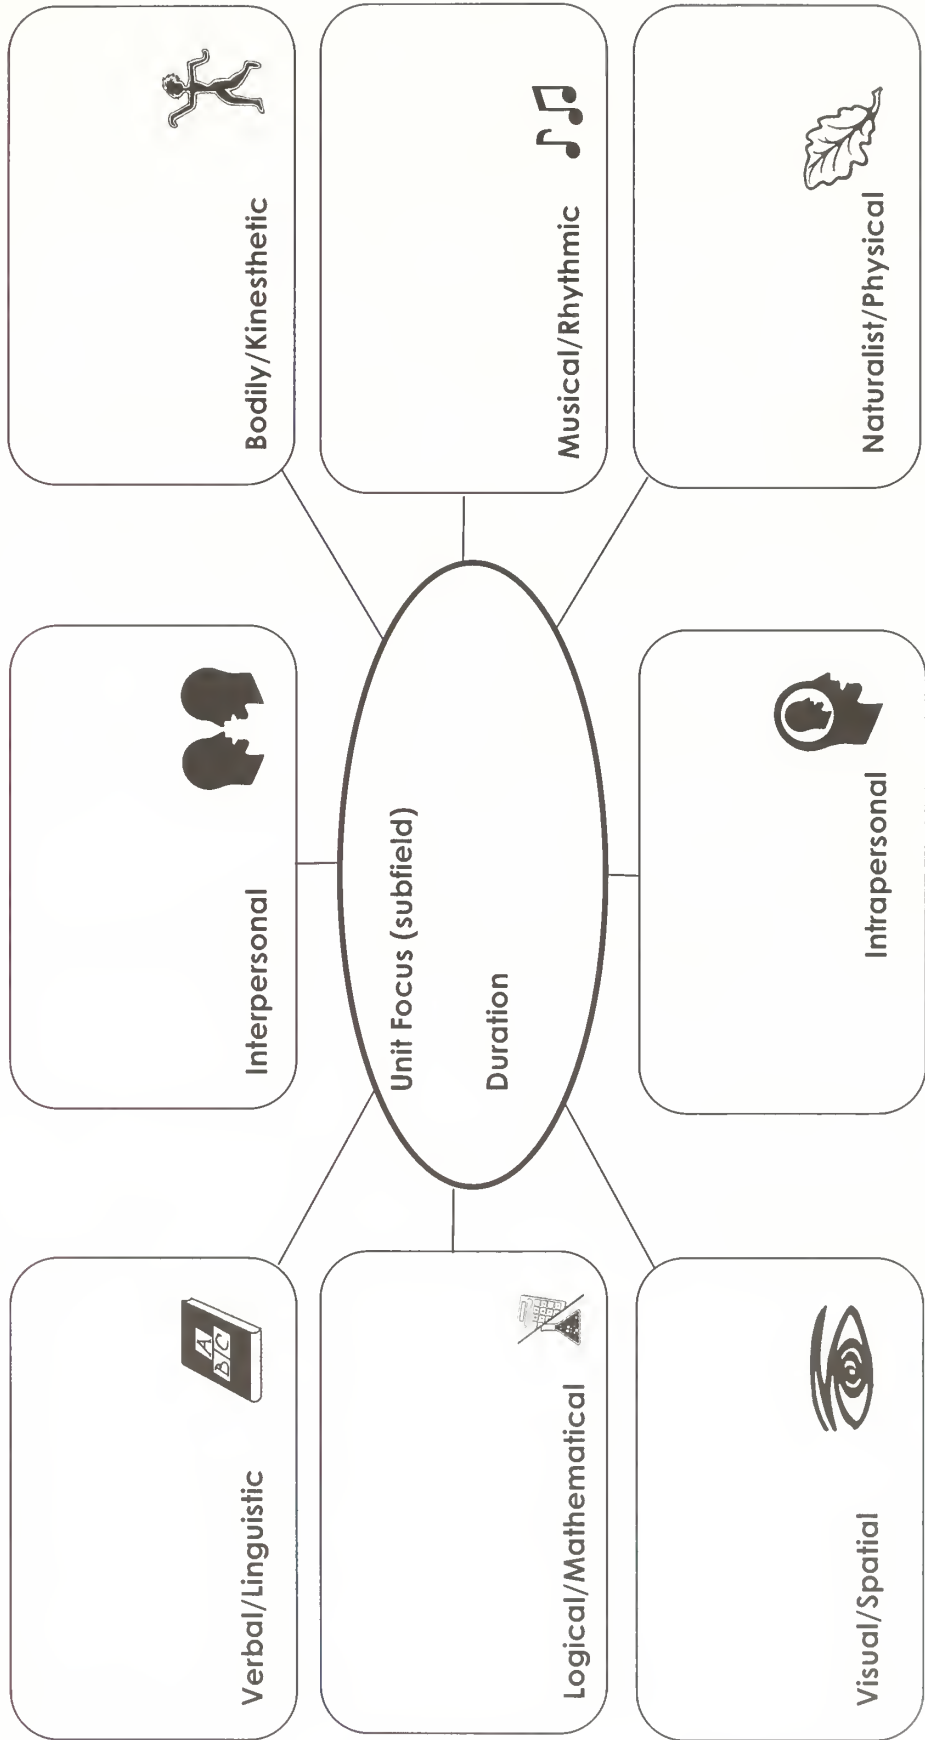 Verbal/Linguistic
A
B C
Interpersonal
Bodily/Kinesthetic
Logical/Mathematical
Unit Focus (subfield)
Duration
Musical/Rhythmic
Visual/Spatial
Intrapersonal
Naturalist/Physical